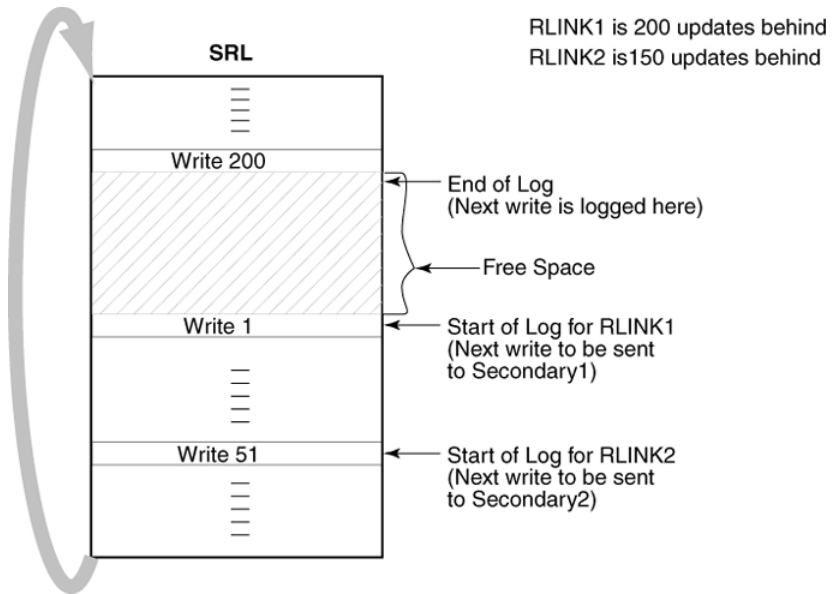 RLINK1 is 200 updates behind
RLINK2 is150 updates behind
SRL
Write 200
End of Log
(Next write is logged here)
Free Space
Write 1
Start of Log for RLINK1
(Next write to be sent
to Secondary1)
Write 51
Start of Log for RLINK2
(Next write to be sent
to Secondary2)